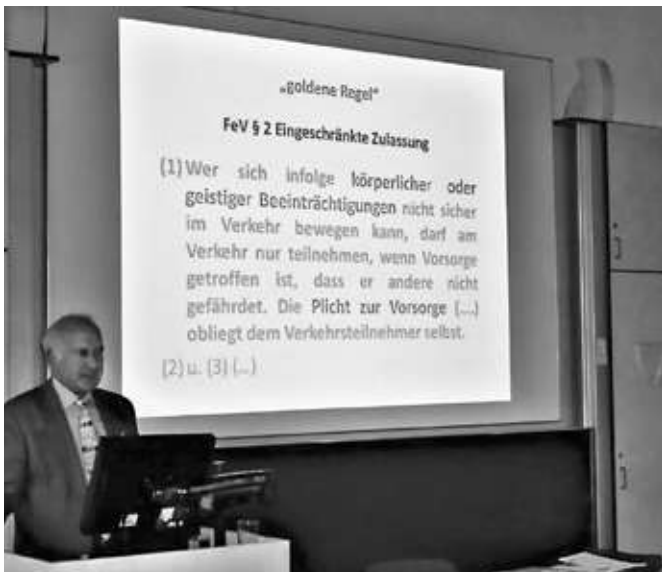 „goldene Regel“
FeV § 2 Eingeschränkte Zulassung
(1) Wer sich infolge körperlicher oder
geistiger Beeinträchtigungen nicht sicher
im Verkehr bewegen kann, darf am
Verkehr nur teilnehmen, wenn Vorsorge
getroffen ist, dass er andere nicht
gefährdet. Die Plicht zur Vorsorge (...)
obliegt dem Verkehrsteilnehmer selbst.
(2) u. (3) (...)